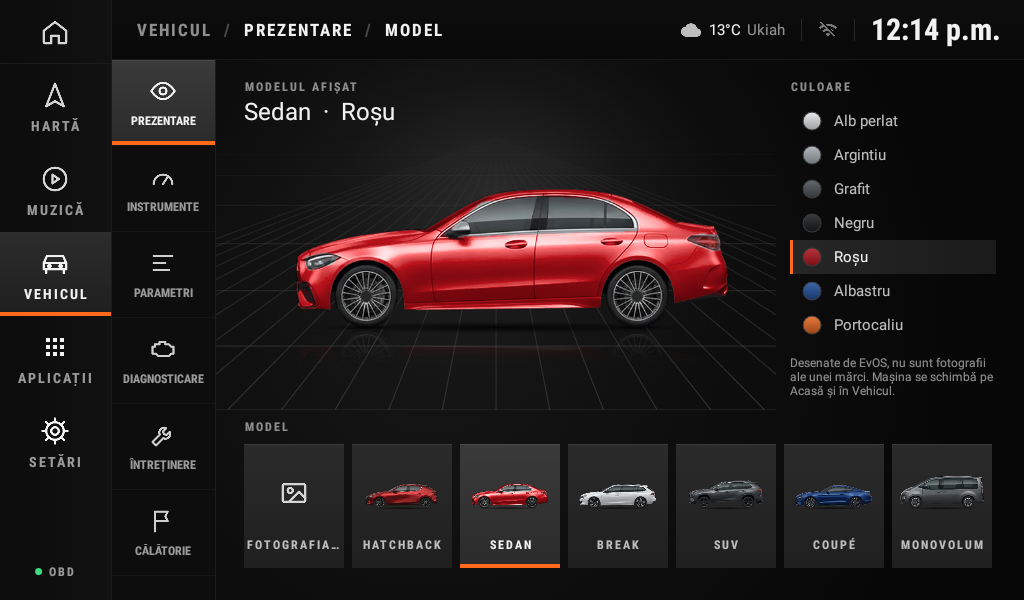 VEHICUL / PREZENTARE / MODEL
13°C Ukiah
12:14 p.m.
HARTĂ
MUZICĂ
VEHICUL
APLICAȚII
SETĂRI
OBD
PREZENTARE
INSTRUMENTE
PARAMETRI
DIAGNOSTICARE
ÎNTREȚINERE
CĂLĂTORIE
MODELUL AFIȘAT
Sedan · Roșu
CULOARE
Alb perlat
Argintiu
Grafit
Negru
Roșu
Albastru
Portocaliu
Desenate de EvOS, nu sunt fotografii
ale unei mărci. Mașina se schimbă pe
Acasă și în Vehicul.
MODEL
FOTOGRAFIA…
HATCHBACK
SEDAN
BREAK
SUV
COUPÉ
MONOVOLUM